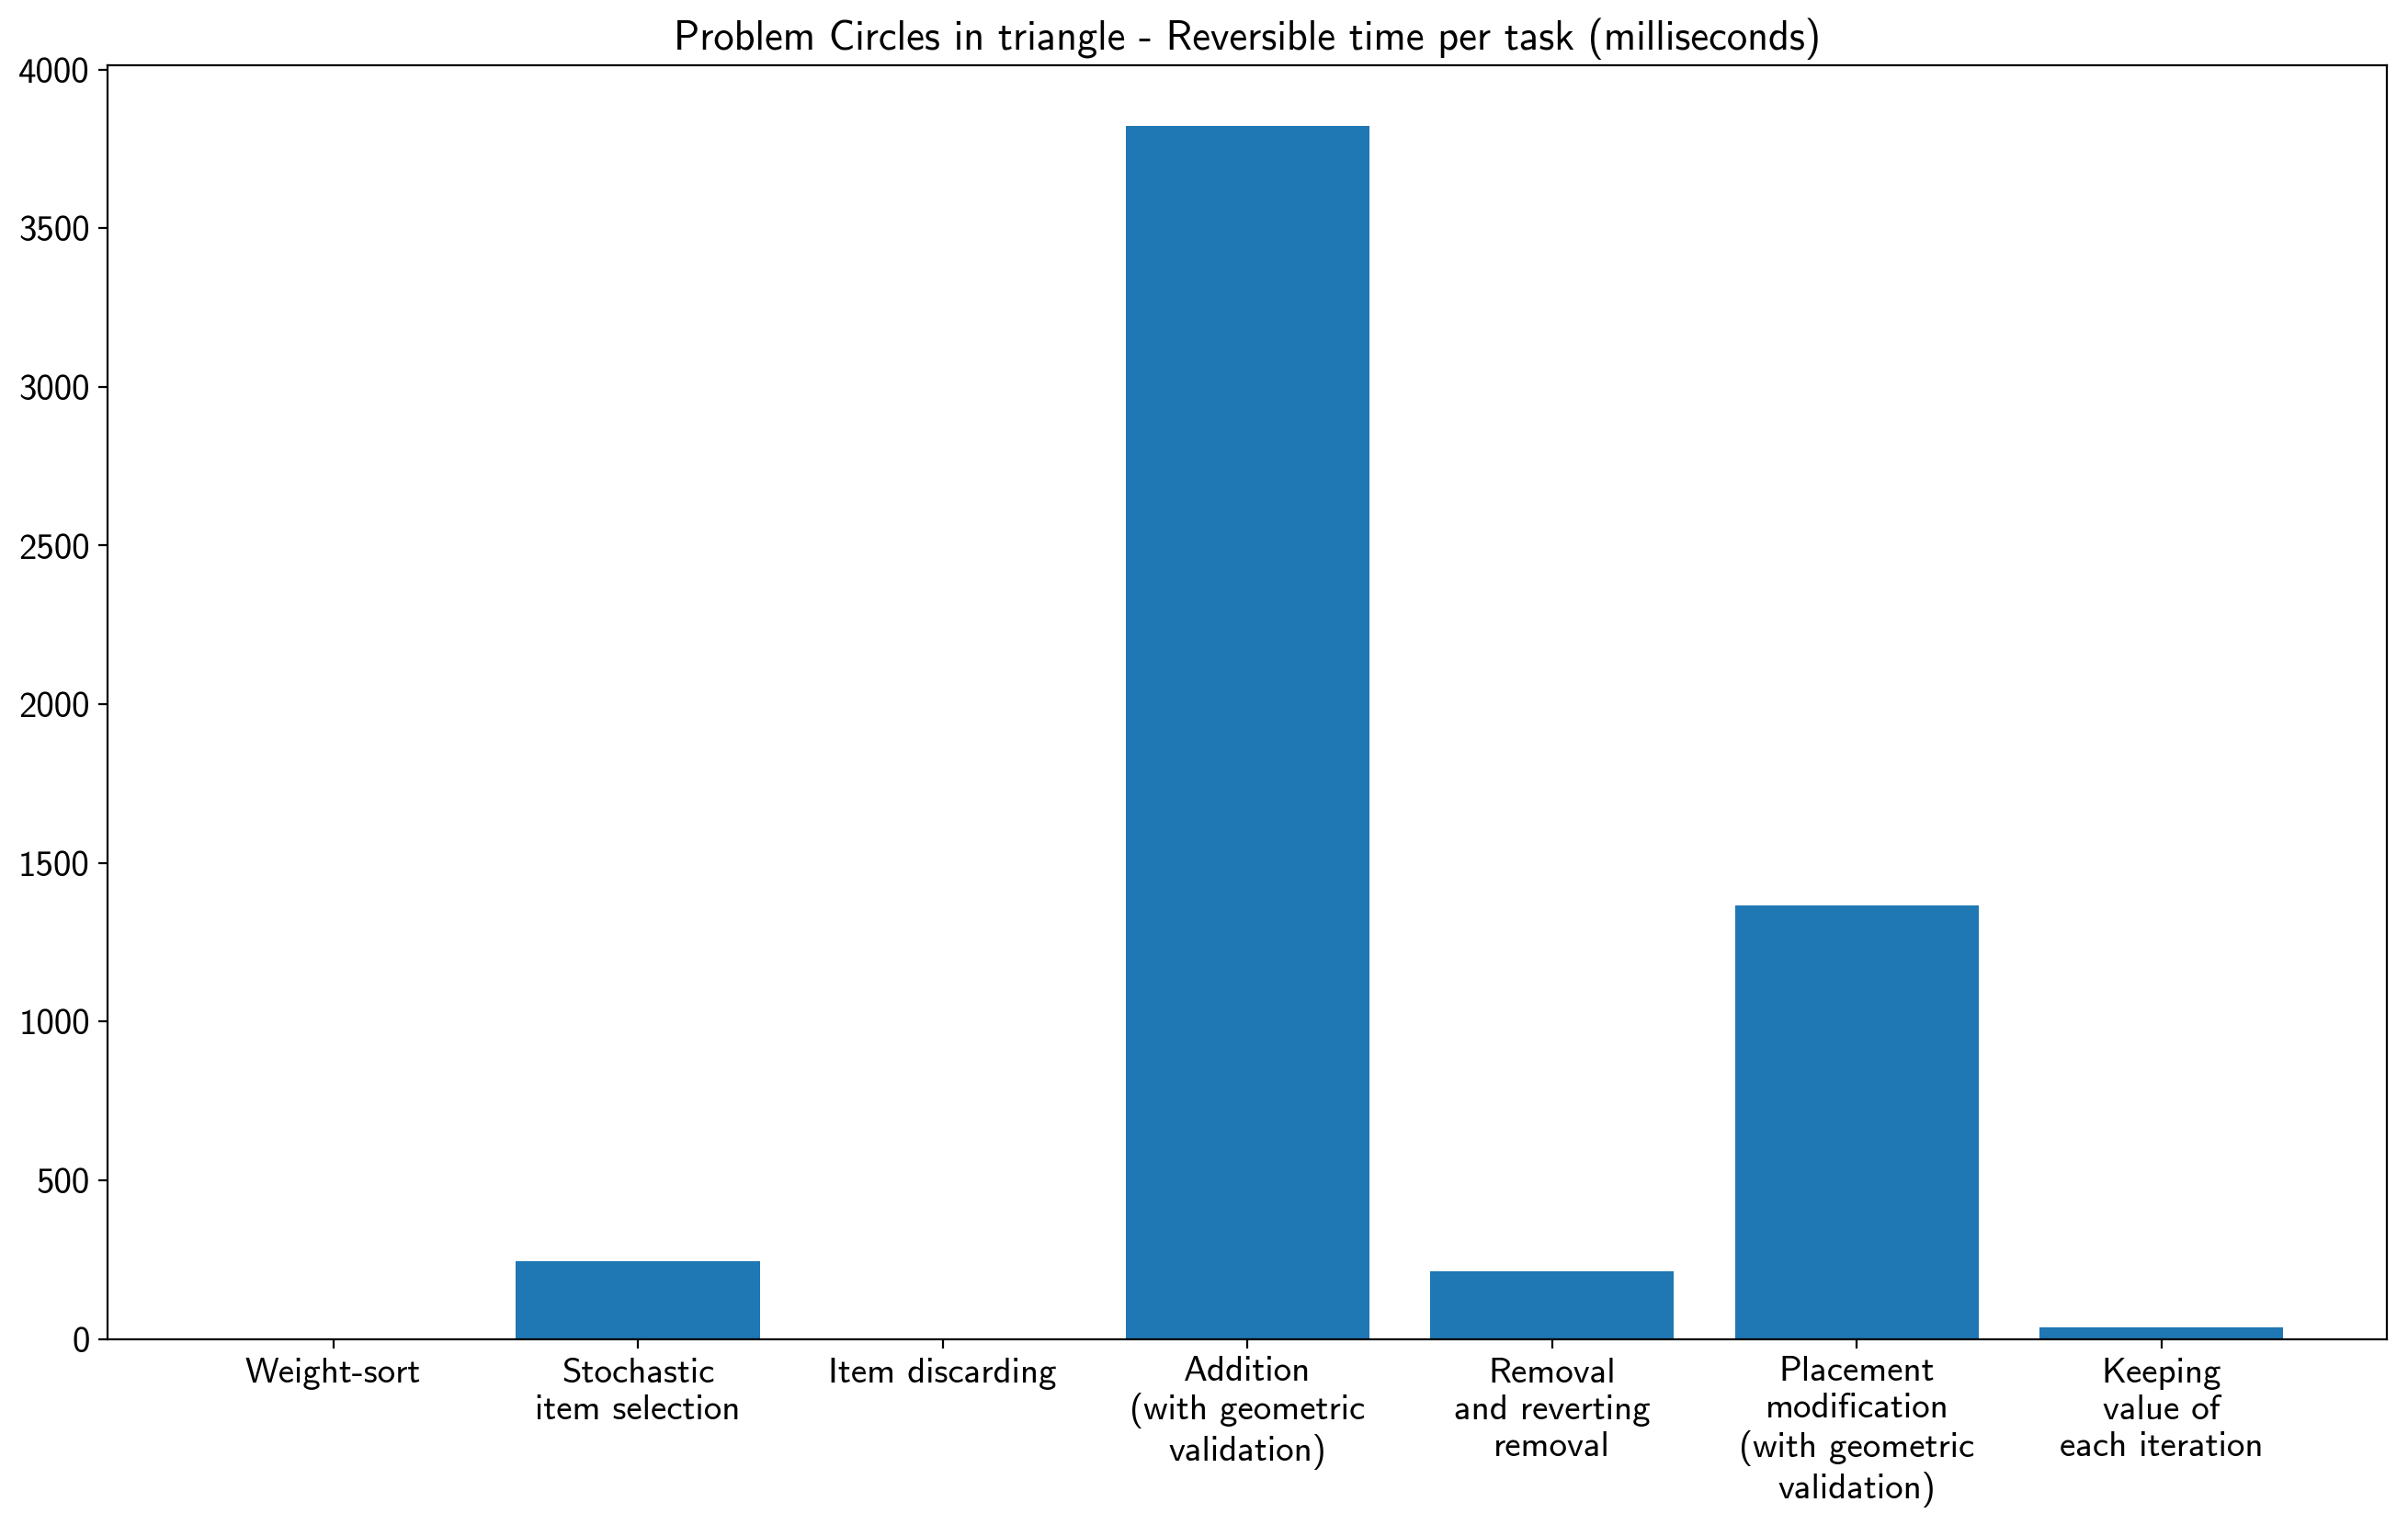 Problem Circles in triangle - Reversible time per task (milliseconds)
4000
3500
3000
2500
2000
1500
1000
500
0
Weight-sort
Stochastic
item selection
Item discarding
Addition
(with geometric
validation)
Removal
and reverting
removal
Placement
modification
(with geometric
validation)
Keeping
value of
each iteration